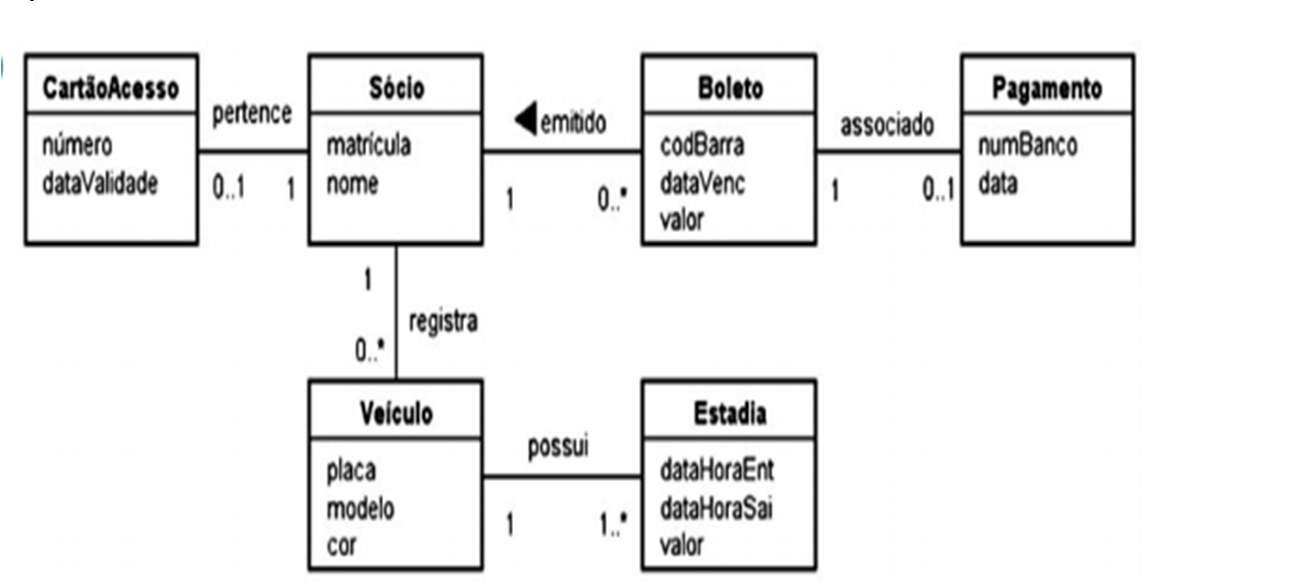 CartãoAcesso
número
dataValidade
pertence
0..1 1
Sócio
matrícula
nome
emitido
1 0..*
Boleto
codBarra
dataVenc
valor
associado
1 0..1
Pagamento
numBanco
data
1
registra
0..*
Veículo
placa
modelo
cor
possui
1 1..*
Estadia
dataHoraEnt
dataHoraSai
valor